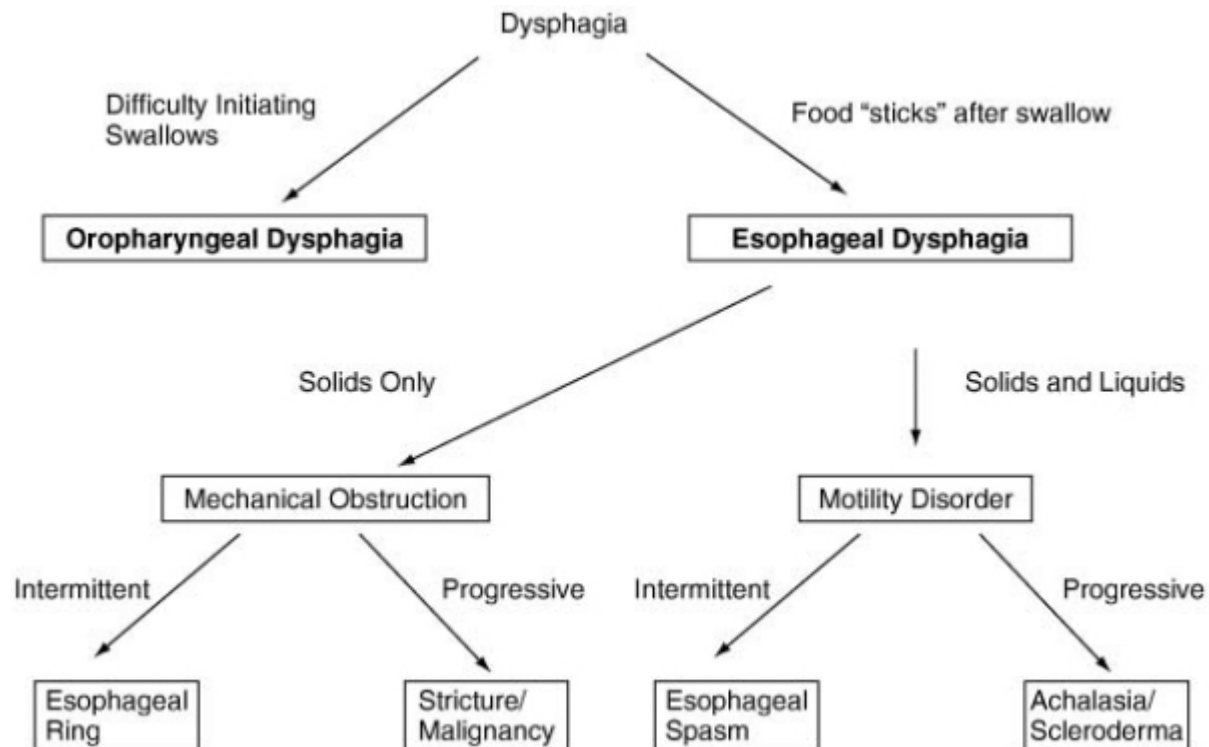 Dysphagia
Difficulty Initiating
Swallows
Food “sticks” after swallow
Oropharyngeal Dysphagia
Esophageal Dysphagia
Solids Only
Solids and Liquids
Mechanical Obstruction
Motility Disorder
Intermittent
Progressive
Intermittent
Progressive
Esophageal
Ring
Stricture/
Malignancy
Esophageal
Spasm
Achalasia/
Scleroderma